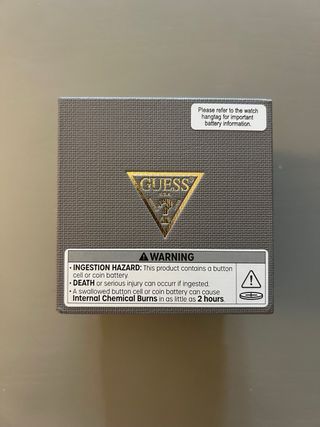 Please refer to the watch
hangtag for important
battery information.
GUESS
U.S.A.
⚠ WARNING
• INGESTION HAZARD: This product contains a button
cell or coin battery.
• DEATH or serious injury can occurr if ingested.
• A swallowed button cell or coin battery can cause
Internal Chemical Burns in as little as 2 hours.